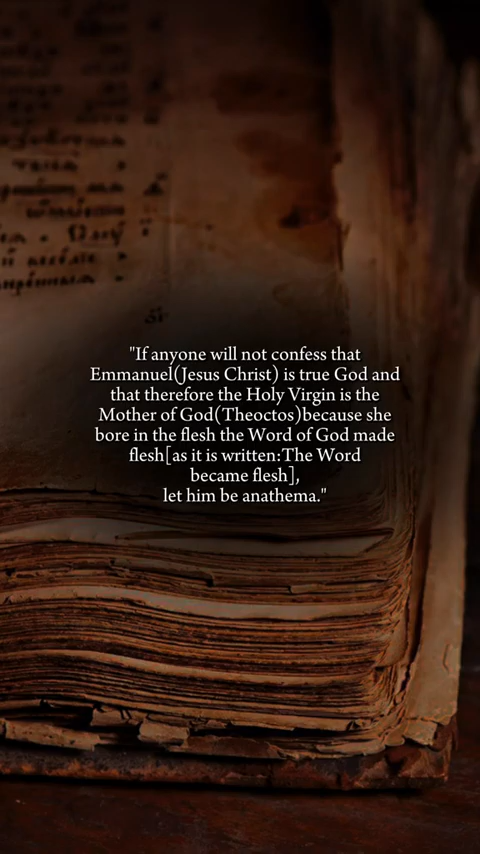 "If anyone will not confess that
Emmanuel(Jesus Christ) is true God and
that therefore the Holy Virgin is the
Mother of God(Theoctos)because she
bore in the flesh the Word of God made
flesh[as it is written:The Word
became flesh],
let him be anathema."